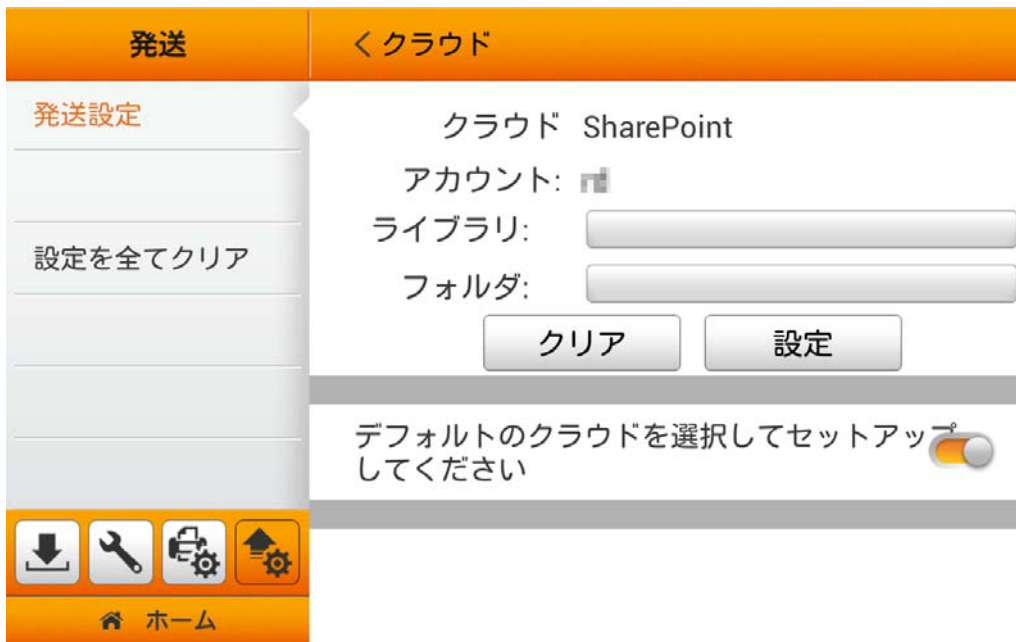 発送
く クラウド
発送設定
設定を全てクリア
クラウド SharePoint
アカウント:
ライブラリ:
フォルダ:
クリア 設定
デフォルトのクラウドを選択してセットアップ
してください
ホーム